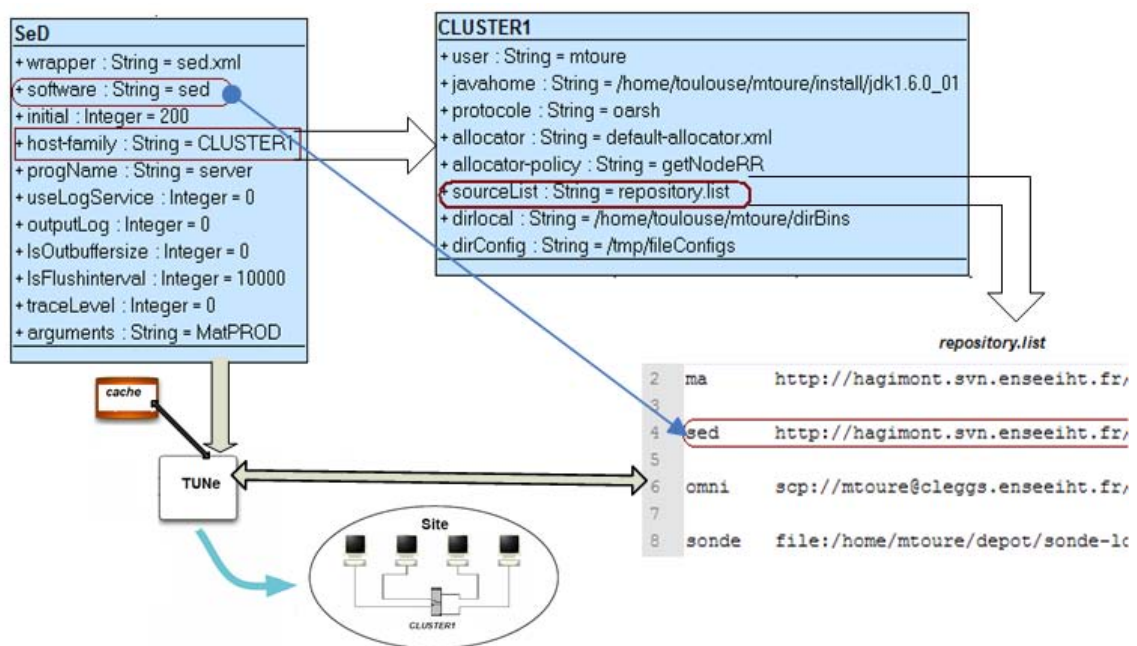 SeD
+ wrapper : String = sed.xml
+ software : String = sed
+ initial : Integer = 200
+ host-family : String = CLUSTER1
+ progName : String = server
+ useLogService : Integer = 0
+ outputLog : Integer = 0
+ IsOutbuffersize : Integer = 0
+ IsFlushinterval : Integer = 10000
+ traceLevel : Integer = 0
+ arguments : String = MatPROD
CLUSTER1
+ user : String = mtoure
+ javahome : String = /home/toulouse/mtoure/install/jdk1.6.0_01
+ protocole : String = oarsh
+ allocator : String = default-allocator.xml
+ allocator-policy : String = getNodeRR
+ sourceList : String = repository.list
+ dirlocal : String = /home/toulouse/mtoure/dirBins
+ dirConfig : String = /tmp/fileConfigs
repository.list
2 ma http://hagimont.svn.enseeiht.fr/
3
4 sed http://hagimont.svn.enseeiht.fr/
5
6 omni scp://mtoure@cleggs.enseeiht.fr/
7
8 sonde file:/home/mtoure/depot/sonde-lo
cache
TUNe
Site
CLUSTER1